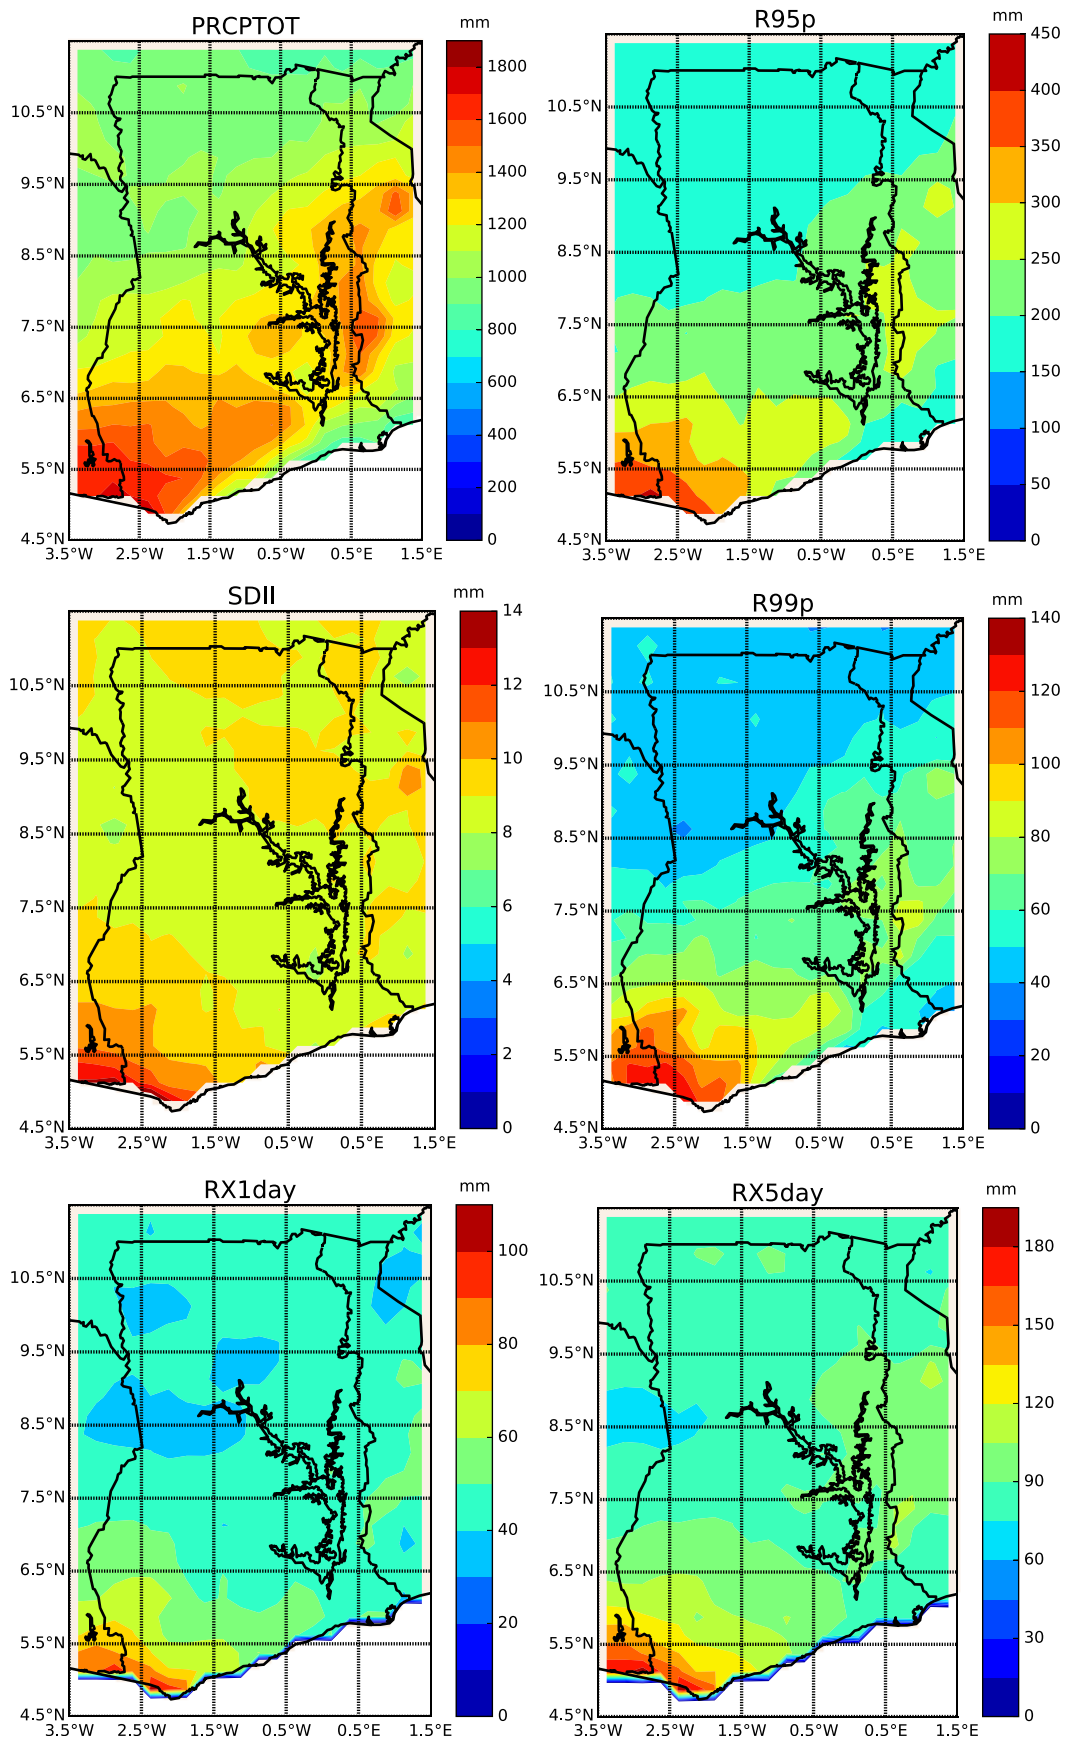 PRCPTOT
mm
1800
1600
1400
1200
1000
800
600
400
200
0
10.5°N
9.5°N
8.5°N
7.5°N
6.5°N
5.5°N
4.5°N
3.5°W 2.5°W 1.5°W 0.5°W 0.5°E 1.5°E
R95p
mm
450
400
350
300
250
200
150
100
50
0
10.5°N
9.5°N
8.5°N
7.5°N
6.5°N
5.5°N
4.5°N
3.5°W 2.5°W 1.5°W 0.5°W 0.5°E 1.5°E
SDII
mm
14
12
10
8
6
4
2
0
10.5°N
9.5°N
8.5°N
7.5°N
6.5°N
5.5°N
4.5°N
3.5°W 2.5°W 1.5°W 0.5°W 0.5°E 1.5°E
R99p
mm
140
120
100
80
60
40
20
0
10.5°N
9.5°N
8.5°N
7.5°N
6.5°N
5.5°N
4.5°N
3.5°W 2.5°W 1.5°W 0.5°W 0.5°E 1.5°E
RX1day
mm
100
80
60
40
20
0
10.5°N
9.5°N
8.5°N
7.5°N
6.5°N
5.5°N
4.5°N
3.5°W 2.5°W 1.5°W 0.5°W 0.5°E 1.5°E
RX5day
mm
180
150
120
90
60
30
0
10.5°N
9.5°N
8.5°N
7.5°N
6.5°N
5.5°N
4.5°N
3.5°W 2.5°W 1.5°W 0.5°W 0.5°E 1.5°E